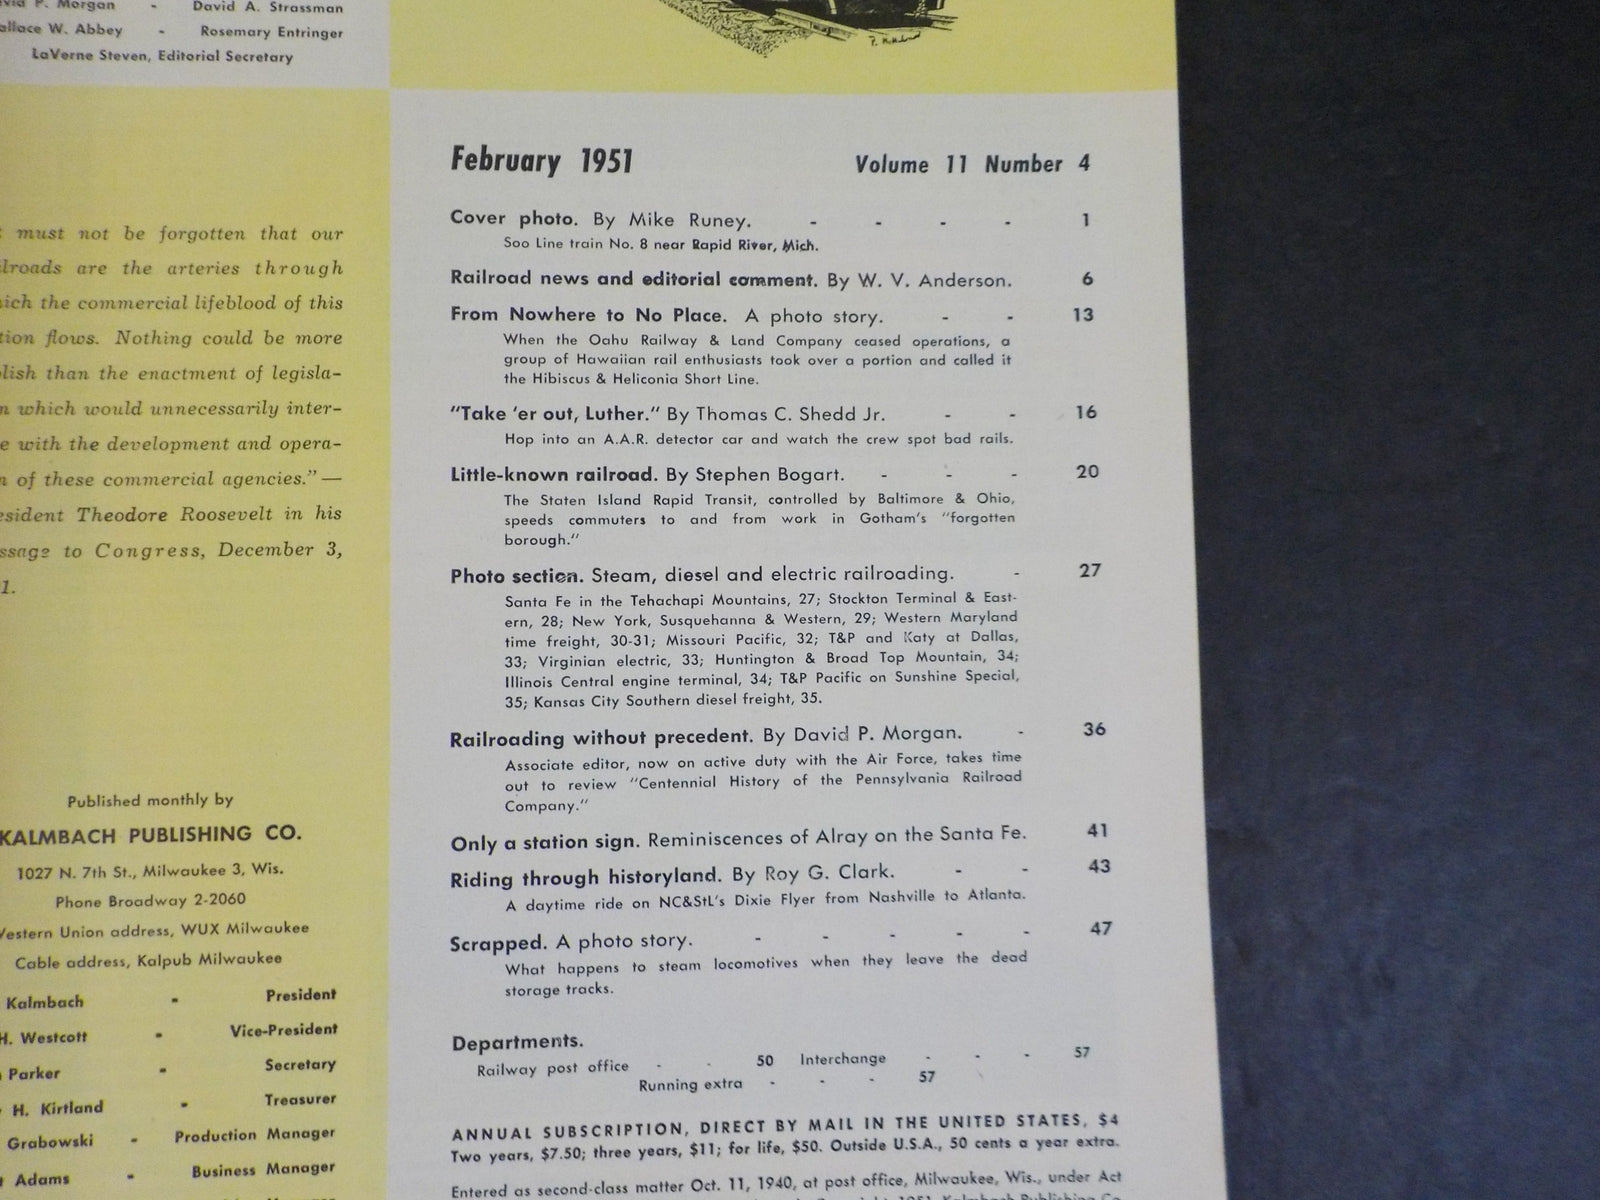 P. Morgan - David A. Strassman
W. Abbey - Rosemary Entringer
LaVerne Steven, Editorial Secretary
must not be forgotten that our
are the arteries through
the commercial lifeblood of this
flows. Nothing could be more
than the enactment of legisla-
which would unnecessarily inter-
with the development and opera-
of these commercial agencies."—
Theodore Roosevelt in his
to Congress, December 3,
1.
Published monthly by
KALMBACH PUBLISHING CO.
1027 N. 7th St., Milwaukee 3, Wis.
Phone Broadway 2-2060
Western Union address, WUX Milwaukee
Cable address, Kalpub Milwaukee
Kalmbach - President
H. Westcott - Vice-President
Parker - Secretary
H. Kirtland - Treasurer
Grabowski - Production Manager
Adams - Business Manager
February 1951 Volume 11 Number 4
Cover photo. By Mike Runey. - - - - 1
Soo Line train No. 8 near Rapid River, Mich.
Railroad news and editorial comment. By W. V. Anderson. 6
From Nowhere to No Place. A photo story. - - 13
When the Oahu Railway & Land Company ceased operations, a
group of Hawaiian rail enthusiasts took over a portion and called it
the Hibiscus & Heliconia Short Line.
"Take 'er out, Luther." By Thomas C. Shedd Jr. - - 16
Hop into an A.A.R. detector car and watch the crew spot bad rails.
Little-known railroad. By Stephen Bogart. - - - 20
The Staten Island Rapid Transit, controlled by Baltimore & Ohio,
speeds commuters to and from work in Gotham's "forgotten
borough."
Photo section. Steam, diesel and electric railroading. - 27
Santa Fe in the Tehachapi Mountains, 27; Stockton Terminal & East-
ern, 28; New York, Susquehanna & Western, 29; Western Maryland
time freight, 30-31; Missouri Pacific, 32; T&P and Katy at Dallas,
33; Virginian electric, 33; Huntington & Broad Top Mountain, 34;
Illinois Central engine terminal, 34; T&P Pacific on Sunshine Special,
35; Kansas City Southern diesel freight, 35.
Railroading without precedent. By David P. Morgan. - 36
Associate editor, now on active duty with the Air Force, takes time
out to review "Centennial History of the Pennsylvania Railroad
Company."
Only a station sign. Reminiscences of Alray on the Santa Fe. 41
Riding through historyland. By Roy G. Clark. - - 43
A daytime ride on NC&StL's Dixie Flyer from Nashville to Atlanta.
Scrapped. A photo story. - - - - - 47
What happens to steam locomotives when they leave the dead
storage tracks.
Departments.
Railway post office - - 50 Interchange - - - 57
Running extra - - - 57
ANNUAL SUBSCRIPTION, DIRECT BY MAIL IN THE UNITED STATES, $4
Two years, $7.50; three years, $11; for life, $50. Outside U.S.A., 50 cents a year extra.
Entered as second-class matter Oct. 11, 1940, at post office, Milwaukee, Wis., under Act